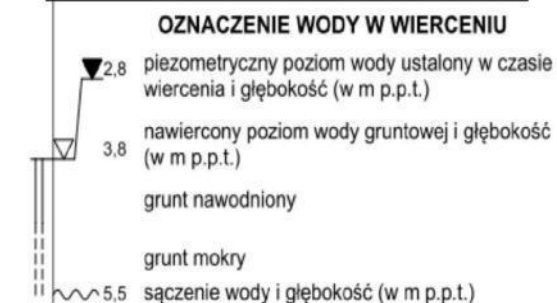 OZNACZENIE WODY W WIERCENIU
2,8 piezometryczny poziom wody ustalony w czasie
wiercenia i głębokość (w m p.p.t.)
nawiercony poziom wody gruntowej i głębokość
3,8 (w m p.p.t.)
grunt nawodniony
grunt mokry
5,5 sączenie wody i głębokość (w m p.p.t.)